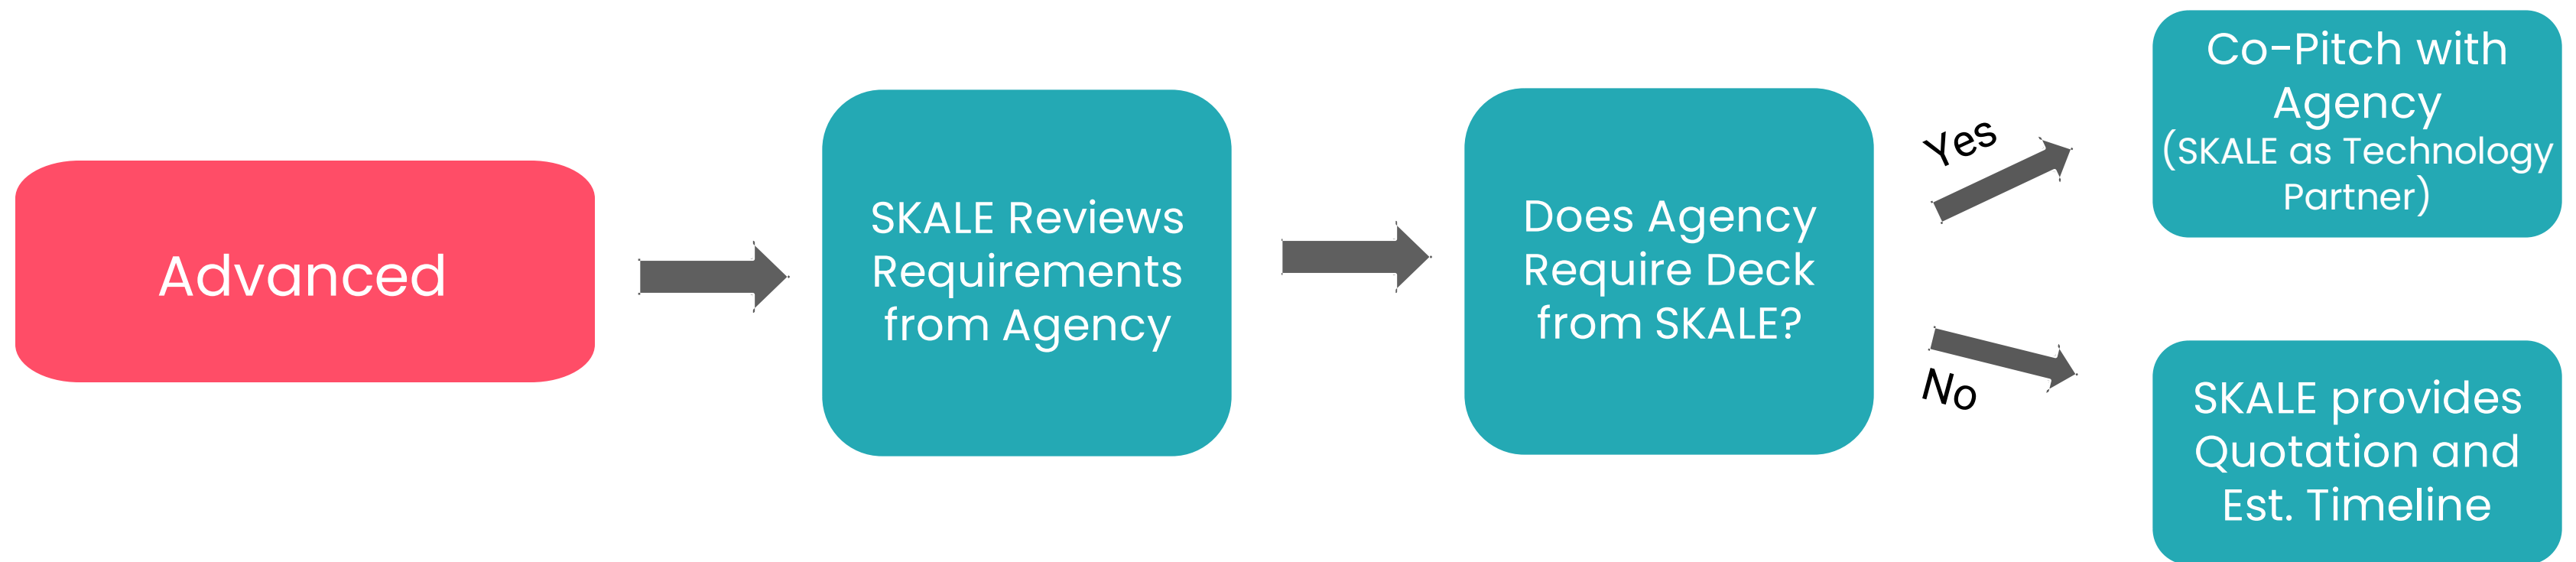 Advanced
SKALE Reviews
Requirements
from Agency
Does Agency
Require Deck
from SKALE?
Yes
No
Co-Pitch with
Agency
(SKALE as Technology
Partner)
SKALE provides
Quotation and
Est. Timeline